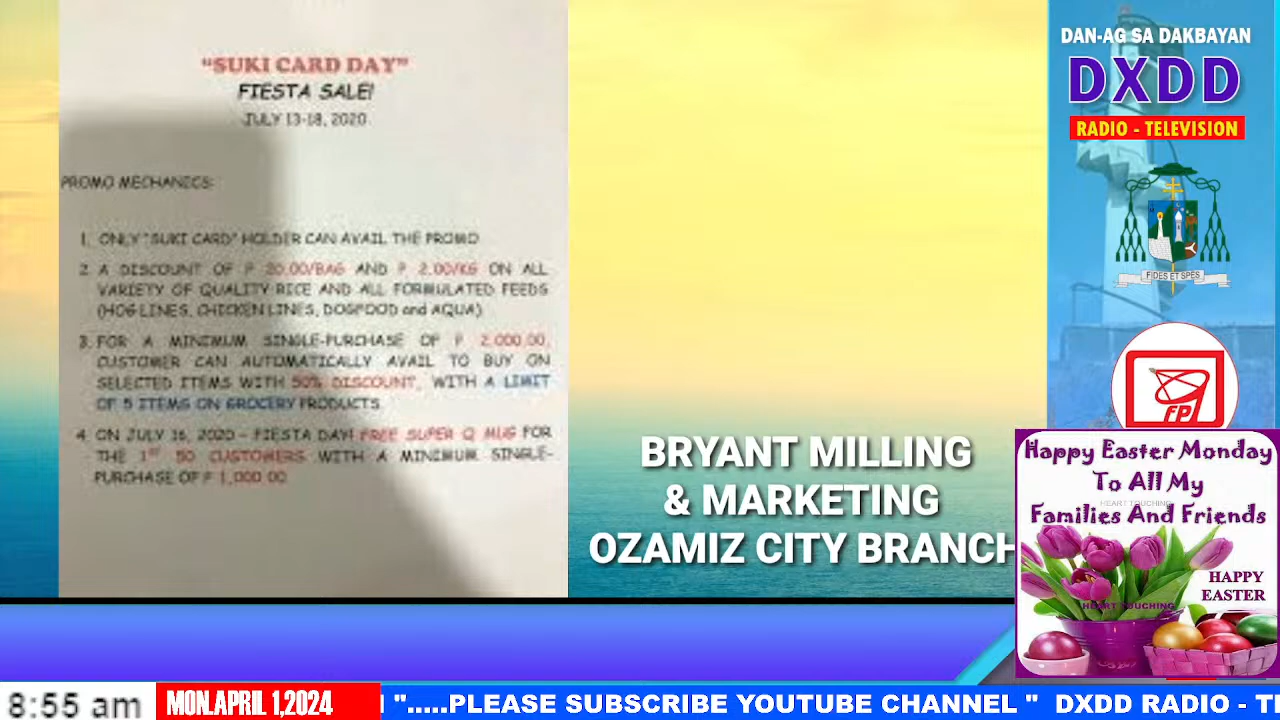 "SUKI CARD DAY"
FIESTA SALE!
JULY 13-18, 2020
PROMO MECHANICS:
1. ONLY "SUKI CARD" HOLDER CAN AVAIL THE PROMO
2. A DISCOUNT OF P 20.00/BAG AND P 2.00/KG ON ALL
VARIETY OF QUALITY RICE AND ALL FORMULATED FEEDS
(HOG LINES, CHICKEN LINES, DOGFOOD and AQUA)
3. FOR A MINIMUM SINGLE-PURCHASE OF P 2,000.00,
CUSTOMER CAN AUTOMATICALLY AVAIL TO BUY ON
SELECTED ITEMS WITH 50% DISCOUNT, WITH A LIMIT
OF 5 ITEMS ON GROCERY PRODUCTS
4. ON JULY 16, 2020 - FIESTA DAY! FREE SUPER Q MUG FOR
THE 1ST 50 CUSTOMERS WITH A MINIMUM SINGLE-
PURCHASE OF P 1,000.00
BRYANT MILLING
& MARKETING
OZAMIZ CITY BRANCH
DAN-AG SA DAKBAYAN
DXDD
RADIO - TELEVISION
FIDES ET SPES
FP
Happy Easter Monday
To All My
HEART TOUCHING
Families And Friends
HAPPY
EASTER
HEART TOUCHING
8:55 am
MON.APRIL 1,2024
".....PLEASE SUBSCRIBE YOUTUBE CHANNEL " DXDD RADIO - TE